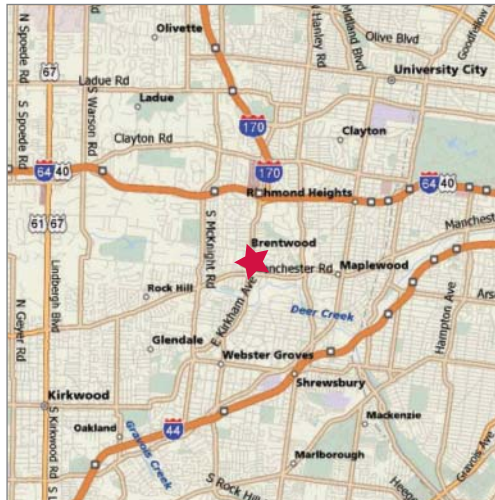 N Spoede Rd
S Spoede Rd
67
S Warson Rd
Olivette
N Hanley Rd
Midland Blvd
Olive Blvd
University City
Ladue Rd
Ladue
Clayton Rd
170
Clayton
64 40
170
Richmond Heights
64 40
61 67
S McKnight Rd
Brentwood
Manchester Rd
Maplewood
Lindbergh Blvd
N Geyer Rd
Rock Hill
E Kirkham Ave
Deer Creek
Hampton Ave
Glendale
Webster Groves
Shrewsbury
Kirkwood
S Kirkwood Rd
Oakland
44
Gravois Creek
Mackenzie
Marlborough
S Rock Hill
Gravois Ave